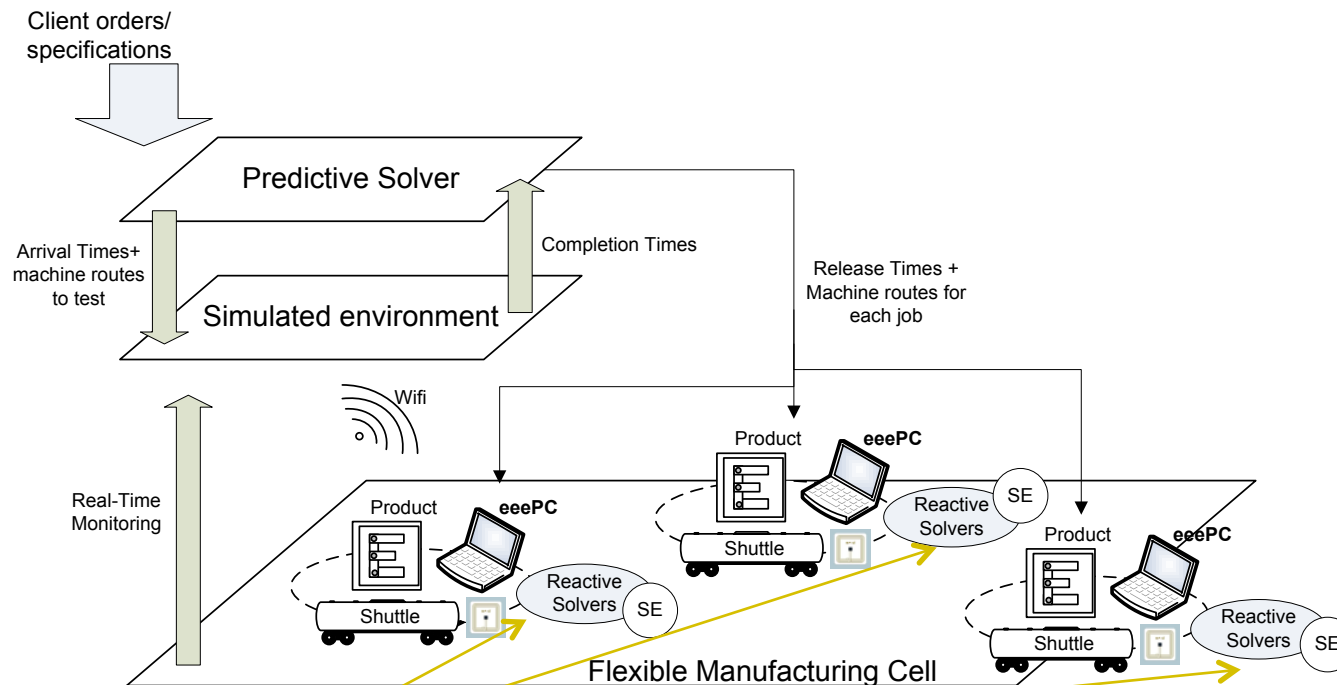 Client orders/
specifications
Predictive Solver
Arrival Times+
machine routes
to test
Completion Times
Simulated environment
Release Times +
Machine routes for
each job
Wifi
Real-Time
Monitoring
Product
eeePC
Shuttle
Reactive
Solvers
SE
Product
eeePC
Shuttle
Reactive
Solvers
SE
Product
eeePC
Shuttle
Reactive
Solvers
SE
Flexible Manufacturing Cell